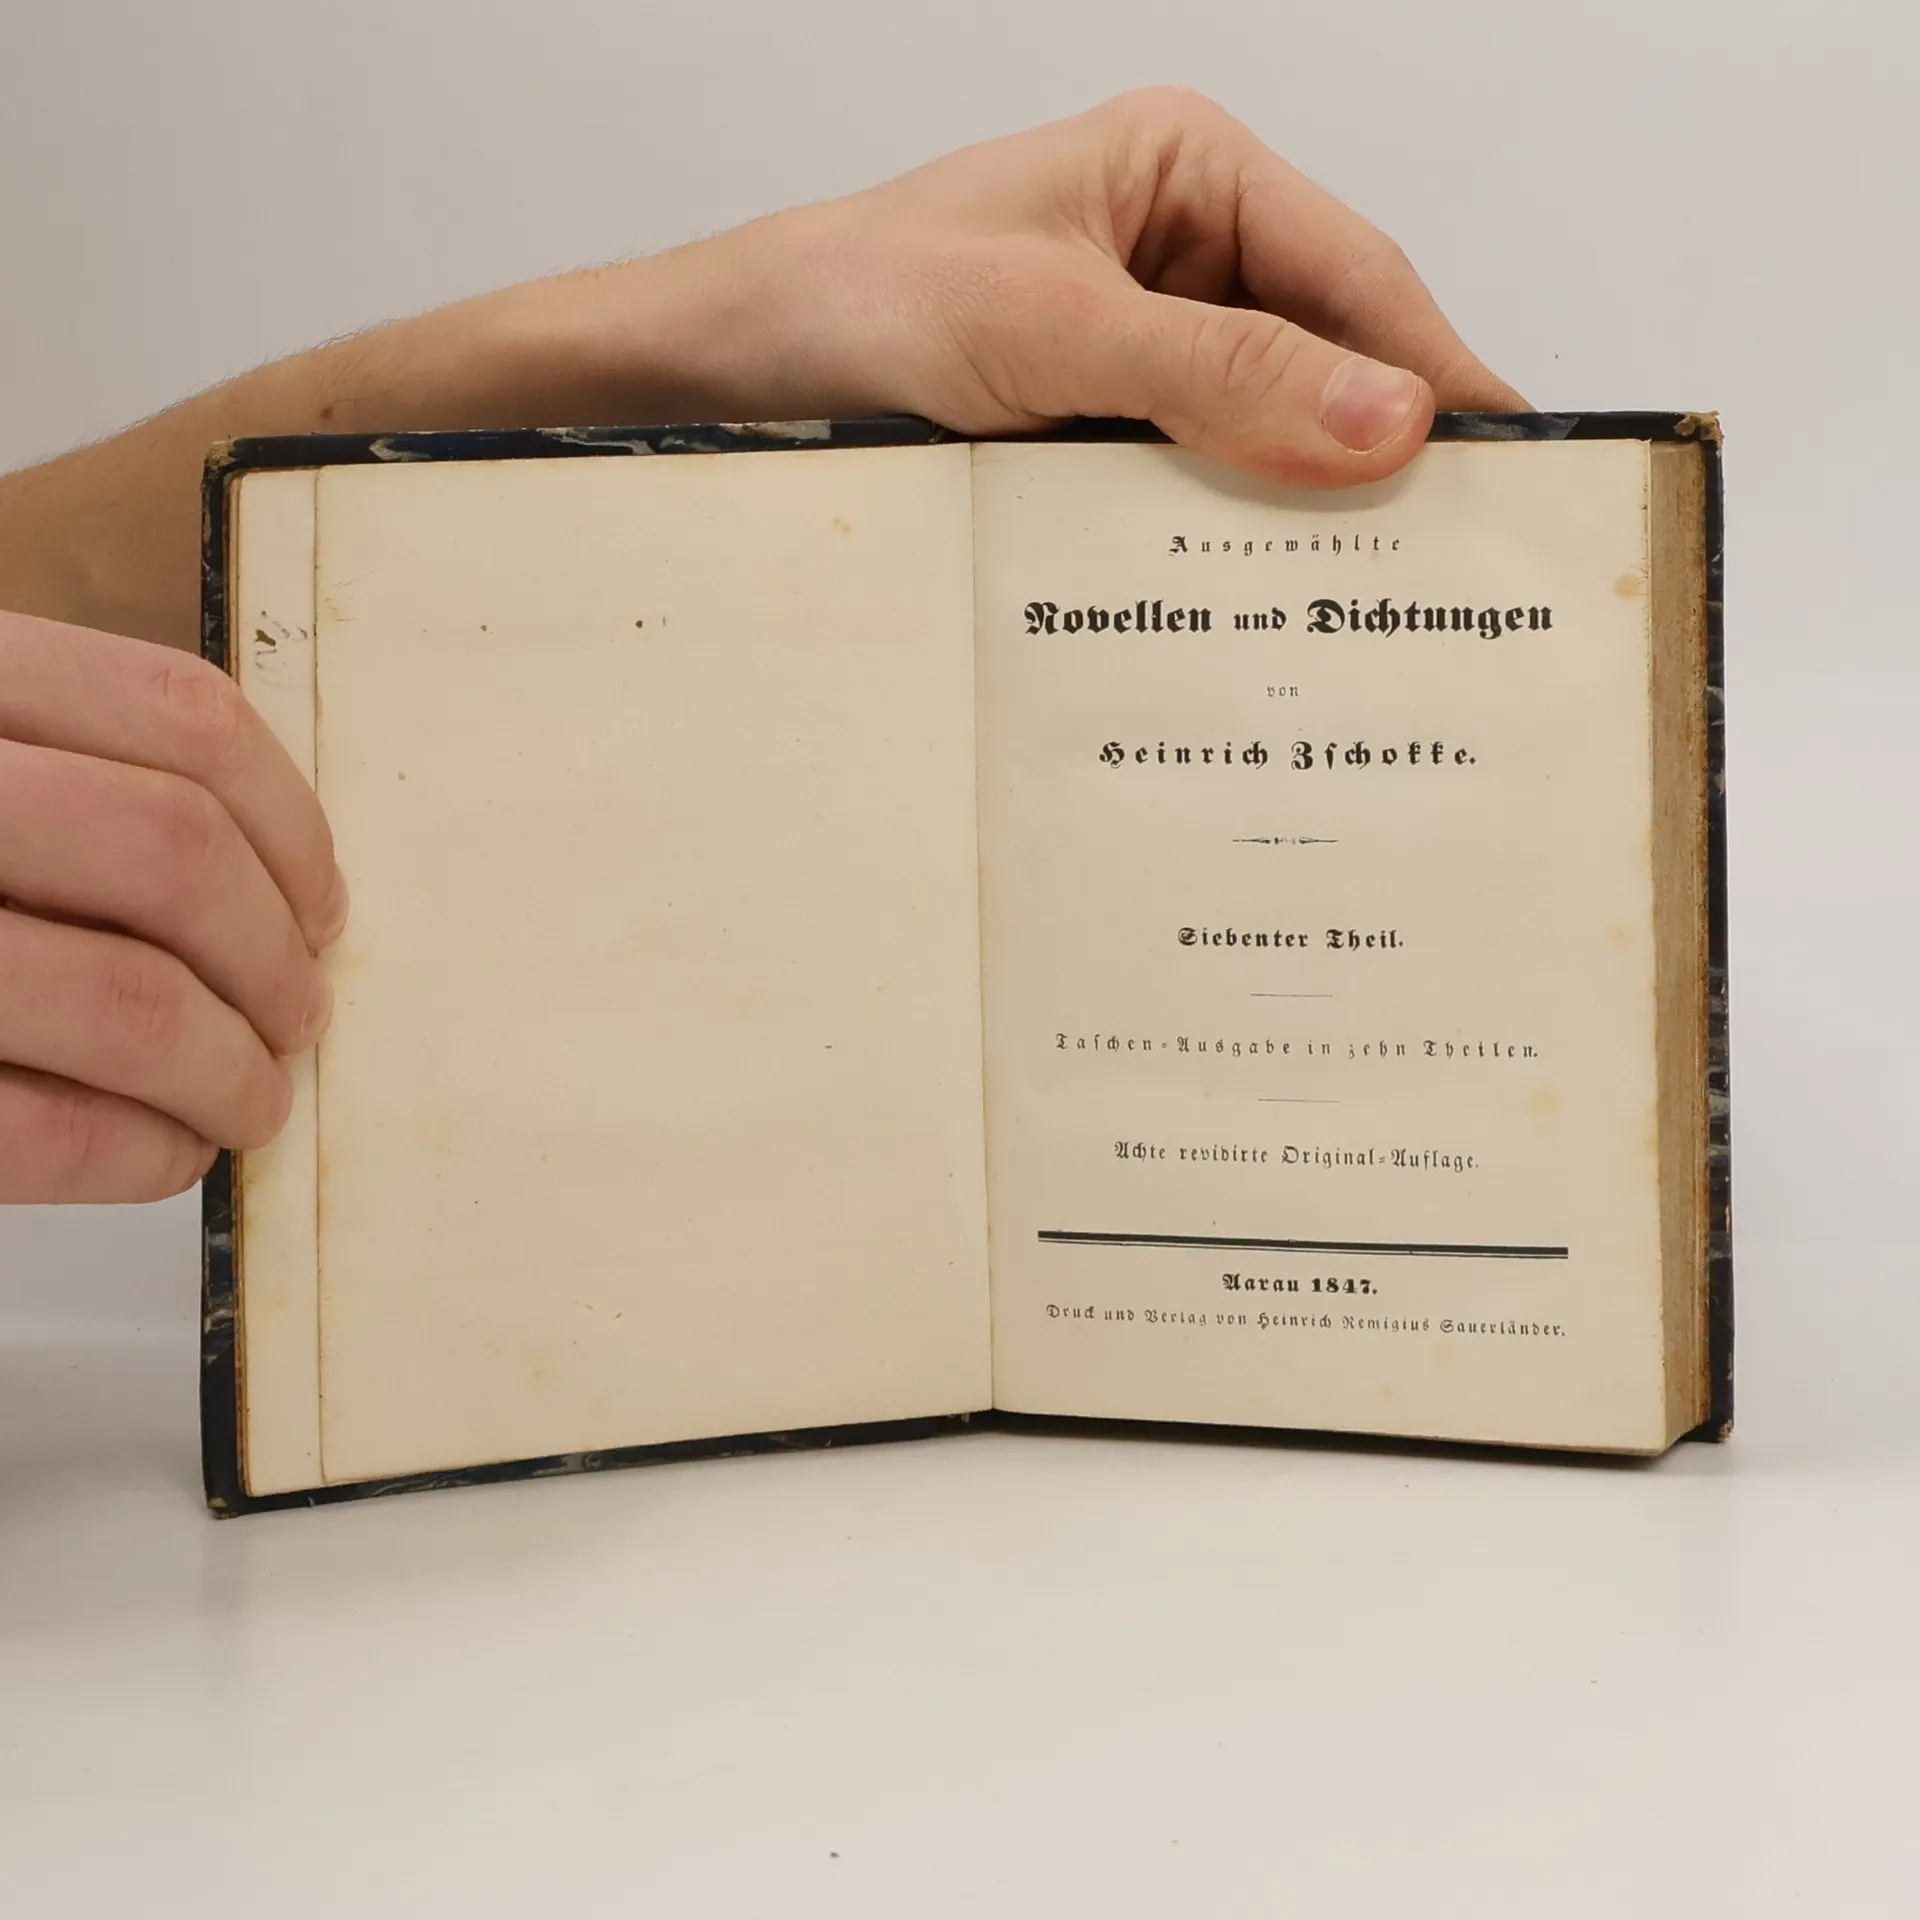 Ausgewählte
Novellen und Dichtungen
von
Heinrich Zschokke.
Siebenter Theil.
Taschen-Ausgabe in zehn Theilen.
Achte revidirte Original-Auflage.
Aarau 1847.
Druck und Verlag von Heinrich Remigius Sauerländer.